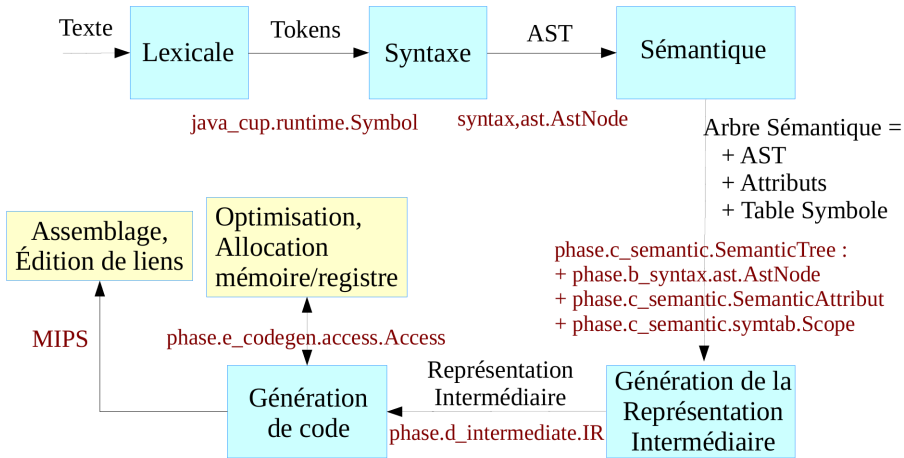 Texte
Lexicale
Tokens
Syntaxe
AST
Sémantique
java_cup.runtime.Symbol
syntax,ast.AstNode
Arbre Sémantique =
+ AST
+ Attributs
+ Table Symbole
phase.c_semantic.SemanticTree :
+ phase.b_syntax.ast.AstNode
+ phase.c_semantic.SemanticAttribut
+ phase.c_semantic.symtab.Scope
Assemblage,
Édition de liens
Optimisation,
Allocation
mémoire/registre
MIPS
phase.e_codegen.access.Access
Génération
de code
Représentation
Intermédiaire
phase.d_intermediate.IR
Génération de la
Représentation
Intermédiaire